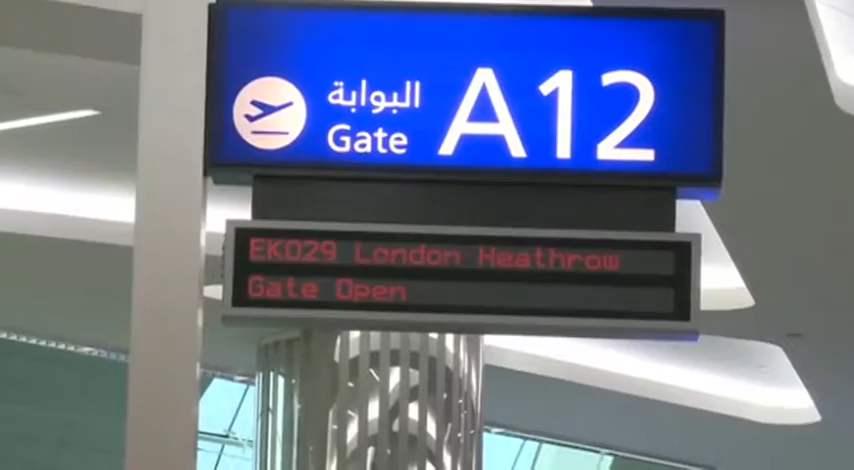 البوابة
Gate A12
EK029 London Heathrow
Gate Open